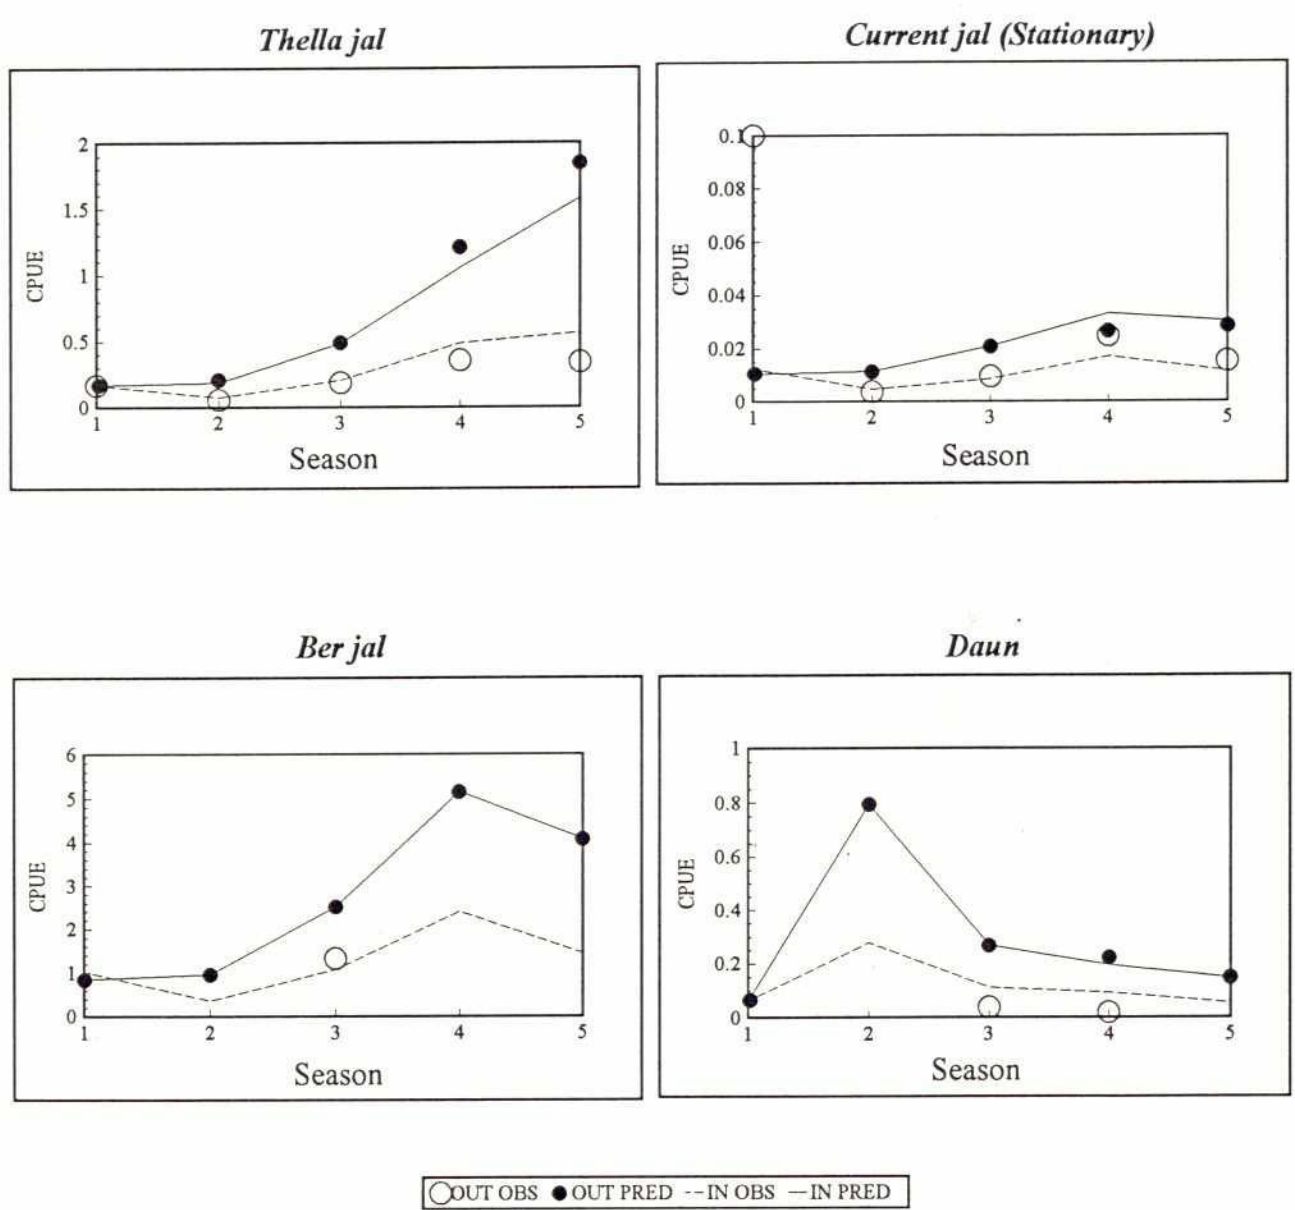 Thella jal
CPUE
2
1.5
1
0.5
0
1 2 3 4 5
Season
Current jal (Stationary)
CPUE
0.1
0.08
0.06
0.04
0.02
0
1 2 3 4 5
Season
Ber jal
CPUE
6
5
4
3
2
1
0
1 2 3 4 5
Season
Daun
CPUE
1
0.8
0.6
0.4
0.2
0
1 2 3 4 5
Season
OUT OBS OUT PRED IN OBS IN PRED